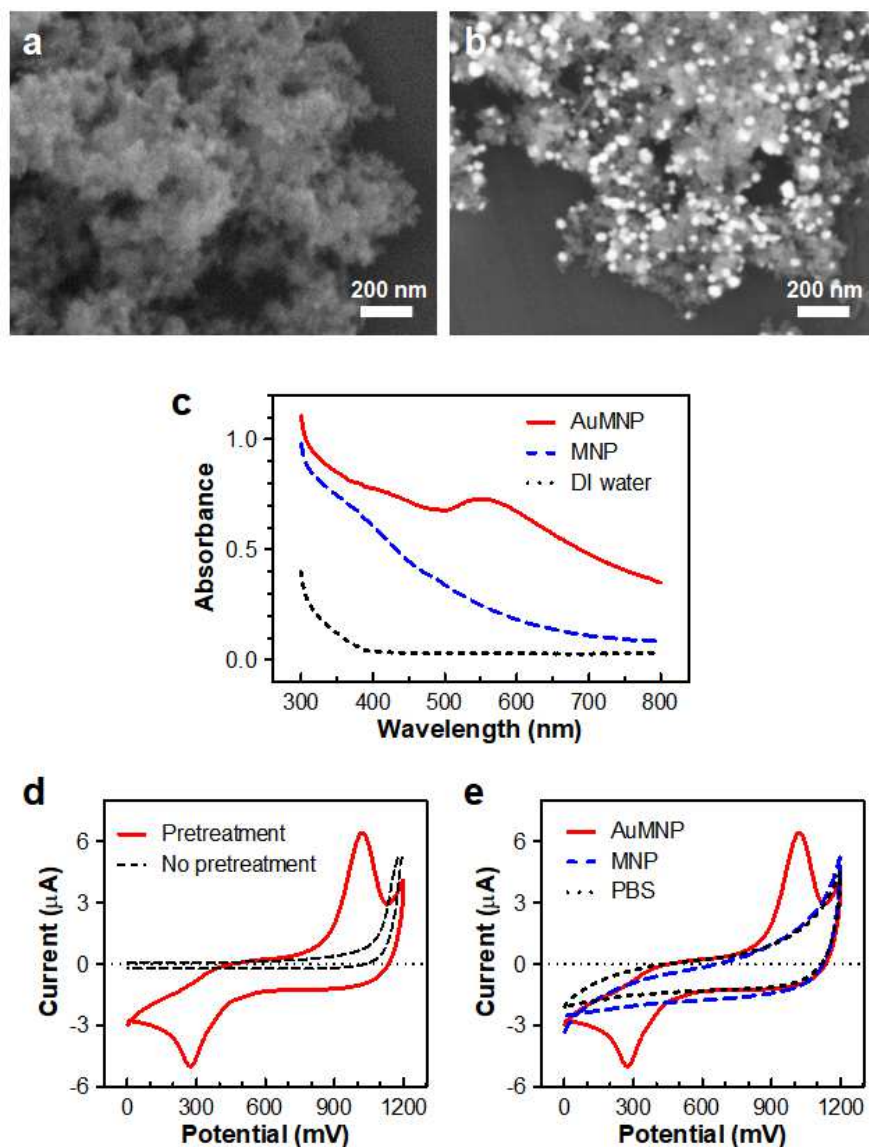 a
200 nm
b
200 nm
c
AuMNP
MNP
DI water
1.0
0.5
0.0
Absorbance
300 400 500 600 700 800
Wavelength (nm)
d
Pretreatment
No pretreatment
6
3
0
-3
-6
Current (µA)
0 300 600 900 1200
Potential (mV)
e
AuMNP
MNP
PBS
6
3
0
-3
-6
Current (µA)
0 300 600 900 1200
Potential (mV)